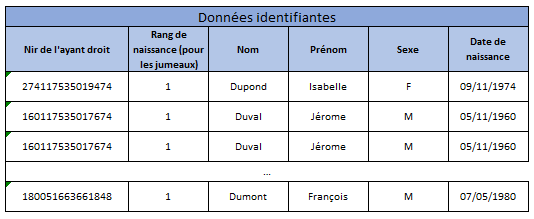 Données identifiantes
Nir de l'ayant droit Rang de naissance (pour les jumeaux) Nom Prénom Sexe Date de naissance
274117535019474 1 Dupond Isabelle F 09/11/1974
160117535017674 1 Duval Jérome M 05/11/1960
160117535017674 1 Duval Jérome M 05/11/1960
...
180051663661848 1 Dumont François M 07/05/1980